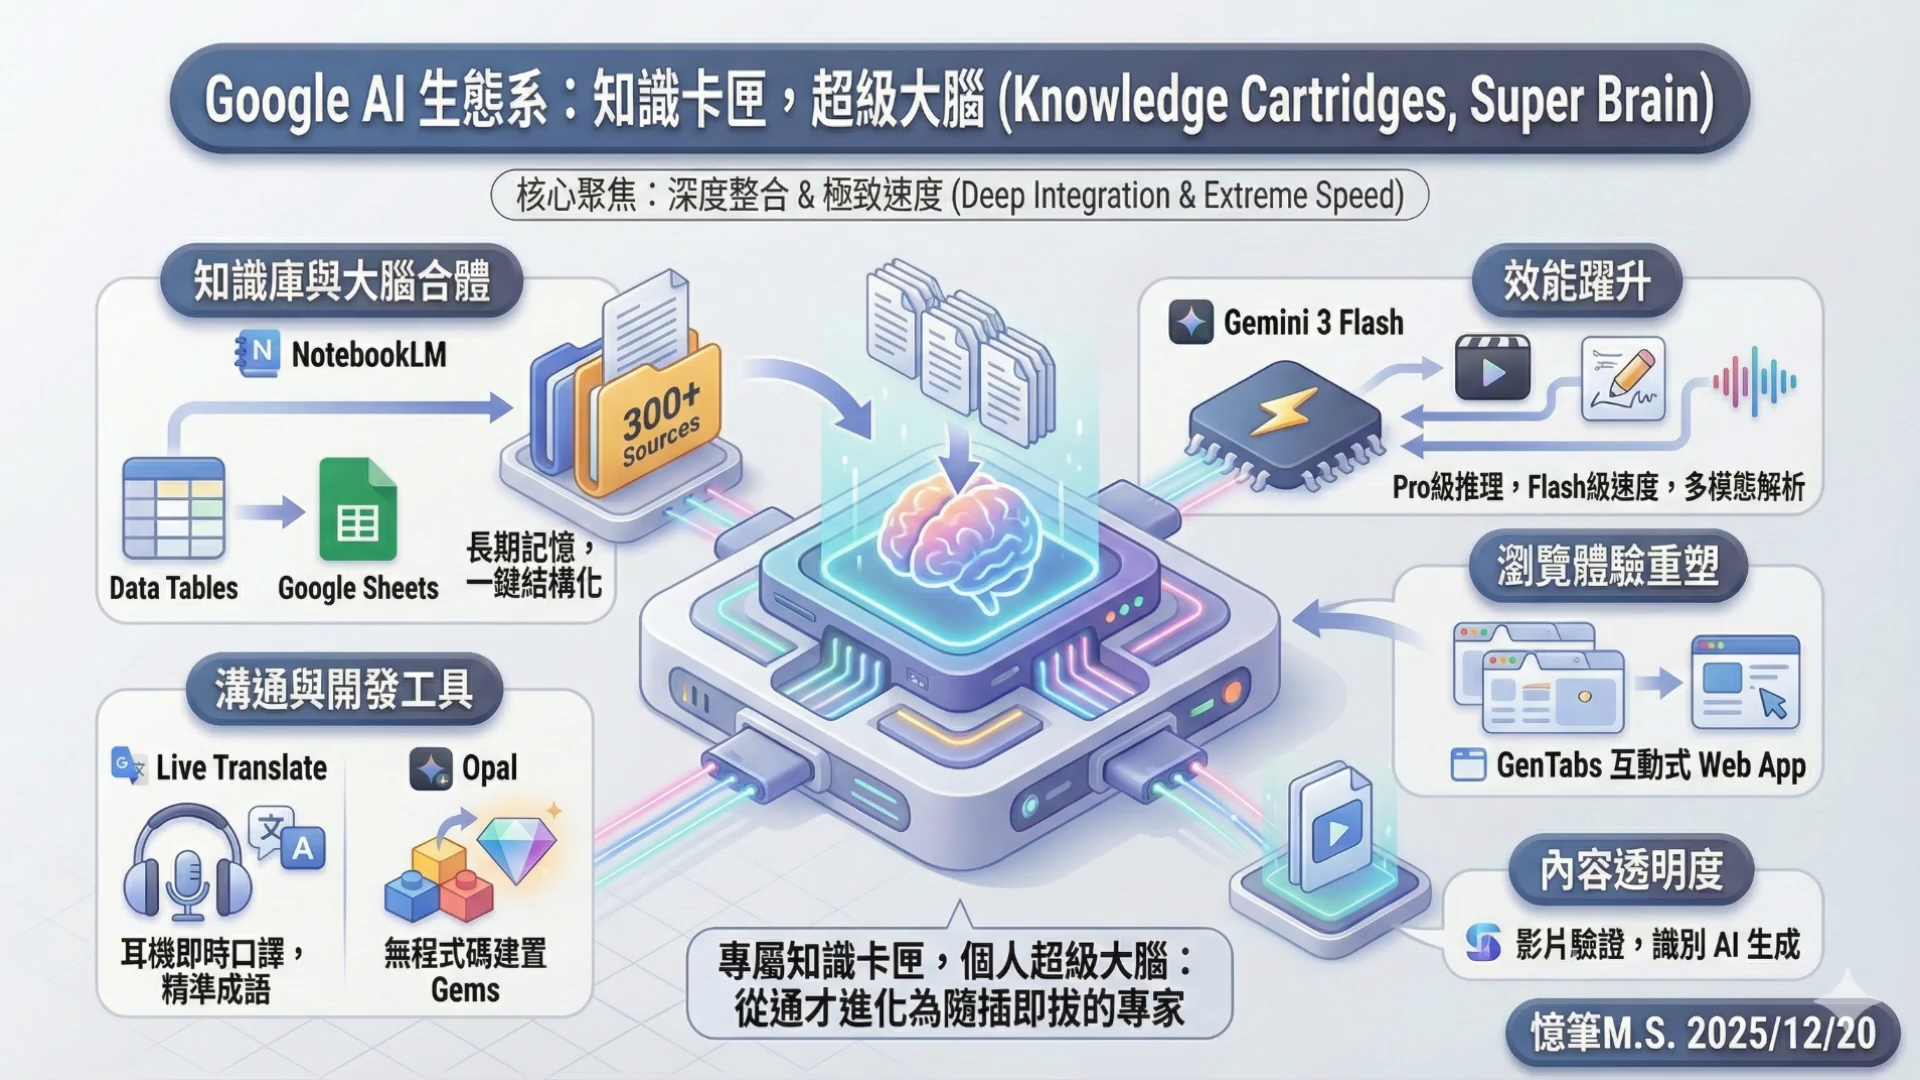 Google AI 生態系：知識卡匣，超級大腦 (Knowledge Cartridges, Super Brain)
核心聚焦：深度整合 & 極致速度 (Deep Integration & Extreme Speed)
知識庫與大腦合體
N
NotebookLM
300+
Sources
Data Tables
Google Sheets
長期記憶，
一鍵結構化
效能躍升
Gemini 3 Flash
Pro級推理，Flash級速度，多模態解析
瀏覽體驗重塑
GenTabs 互動式 Web App
溝通與開發工具
G
文
Live Translate
文
A
耳機即時口譯，
精準成語
Opal
無程式碼建置
Gems
內容透明度
影片驗證，識別 AI 生成
專屬知識卡匣，個人超級大腦：
從通才進化為隨插即拔的專家
憶筆M.S. 2025/12/20